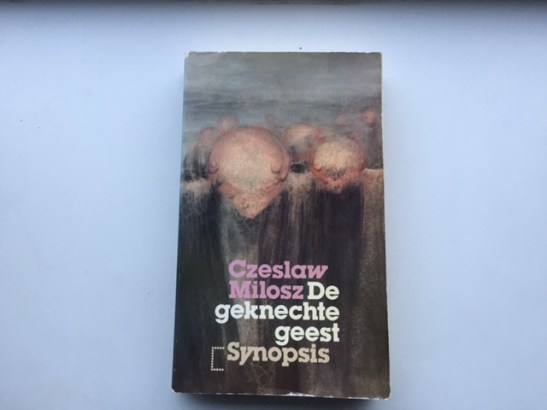 Czeslaw
Milosz De
geknechte
geest
Synopsis